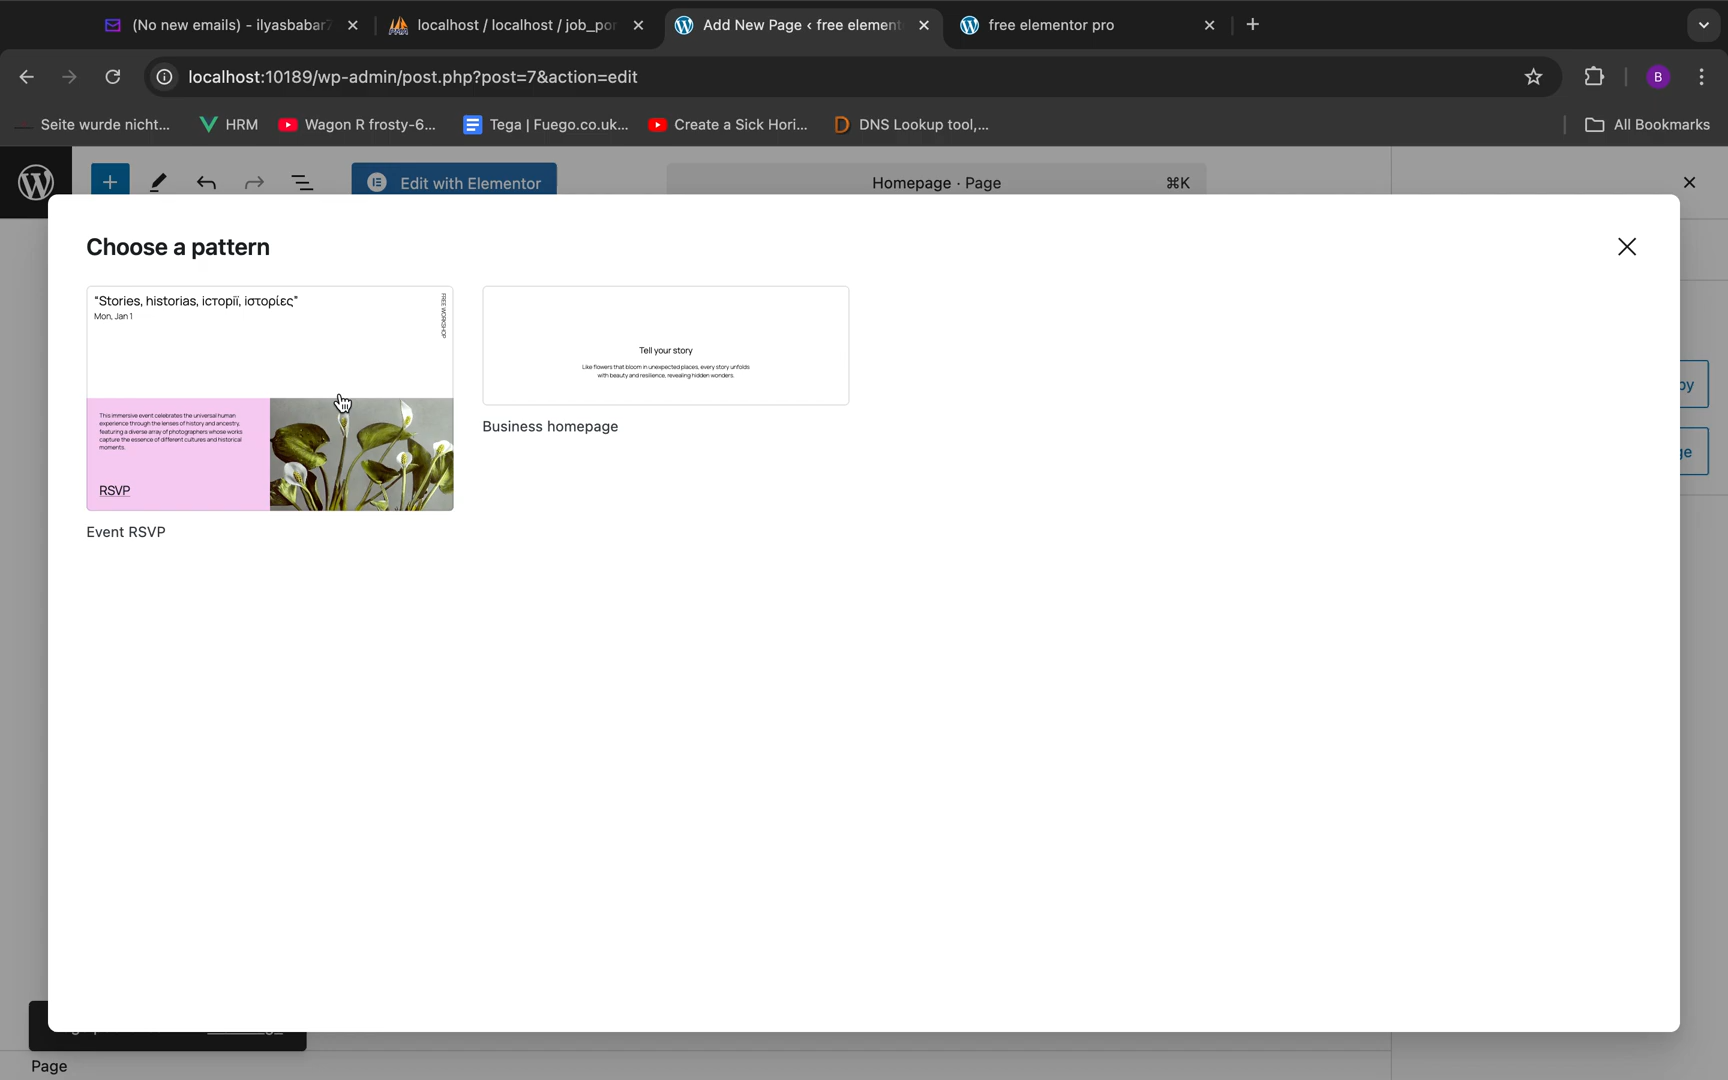 (No new emails) - ilyasbabar7
localhost / localhost / job_por
Add New Page ‹ free element
free elementor pro
localhost:10189/wp-admin/post.php?post=7&action=edit
B
Seite wurde nicht...
HRM
Wagon R frosty-6...
Tega | Fuego.co.uk...
Create a Sick Hori...
DNS Lookup tool,...
All Bookmarks
Edit with Elementor
Homepage · Page
⌘K
Choose a pattern
“Stories, historias, історії, ιστορίες”
Mon, Jan 1
FREE WORKSHOP
This immersive event celebrates the universal human
experience through the lenses of history and ancestry,
featuring a diverse array of photographers whose works
capture the essence of different cultures and historical
moments.
RSVP
Event RSVP
Tell your story
Like flowers that bloom in unexpected places, every story unfolds
with beauty and resilience, revealing hidden wonders.
Business homepage
Page